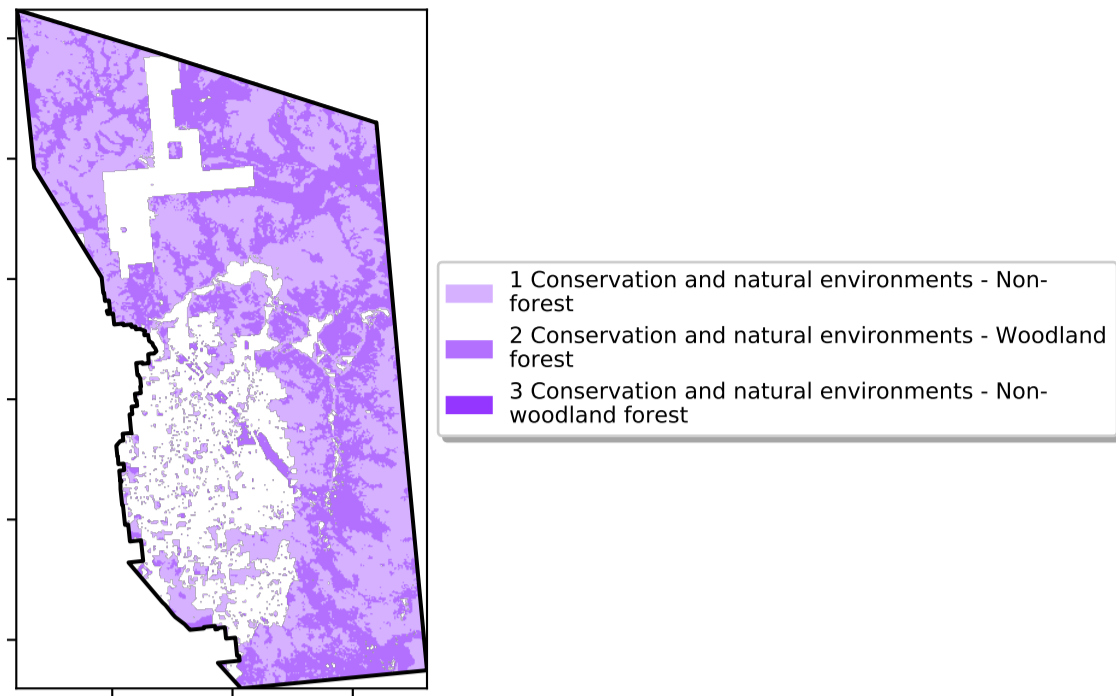 1 Conservation and natural environments - Non-
forest
2 Conservation and natural environments - Woodland
forest
3 Conservation and natural environments - Non-
woodland forest